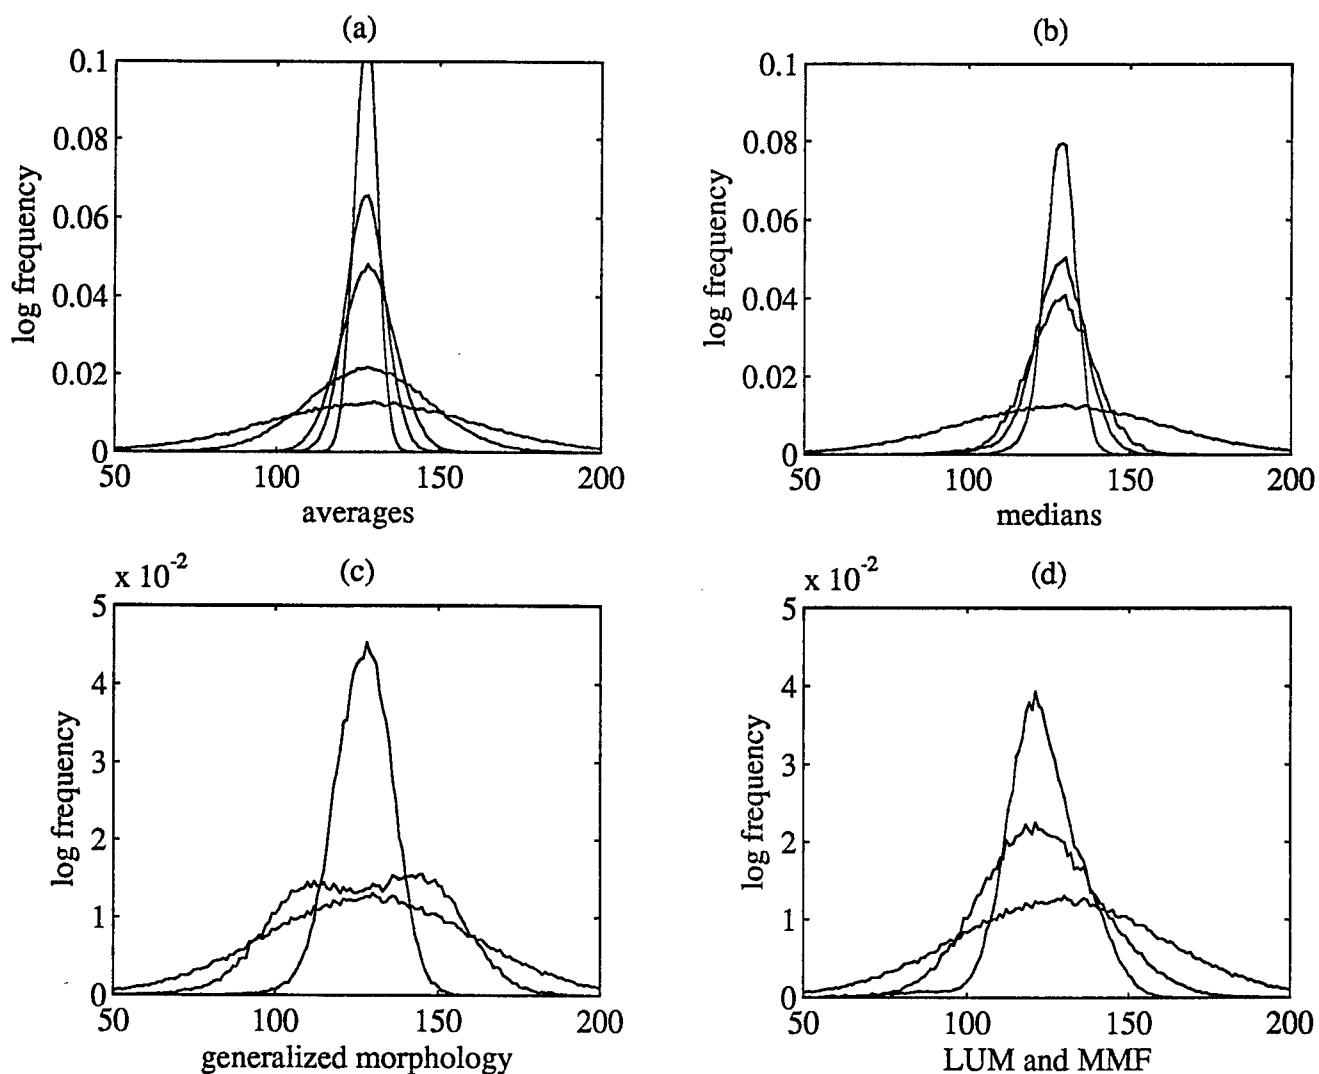 (a)
0.1
0.08
0.06
0.04
0.02
0
log frequency
50 100 150 200
averages
(b)
0.1
0.08
0.06
0.04
0.02
0
log frequency
50 100 150 200
medians
x 10^-2
(c)
5
4
3
2
1
0
log frequency
50 100 150 200
generalized morphology
x 10^-2
(d)
5
4
3
2
1
0
log frequency
50 100 150 200
LUM and MMF